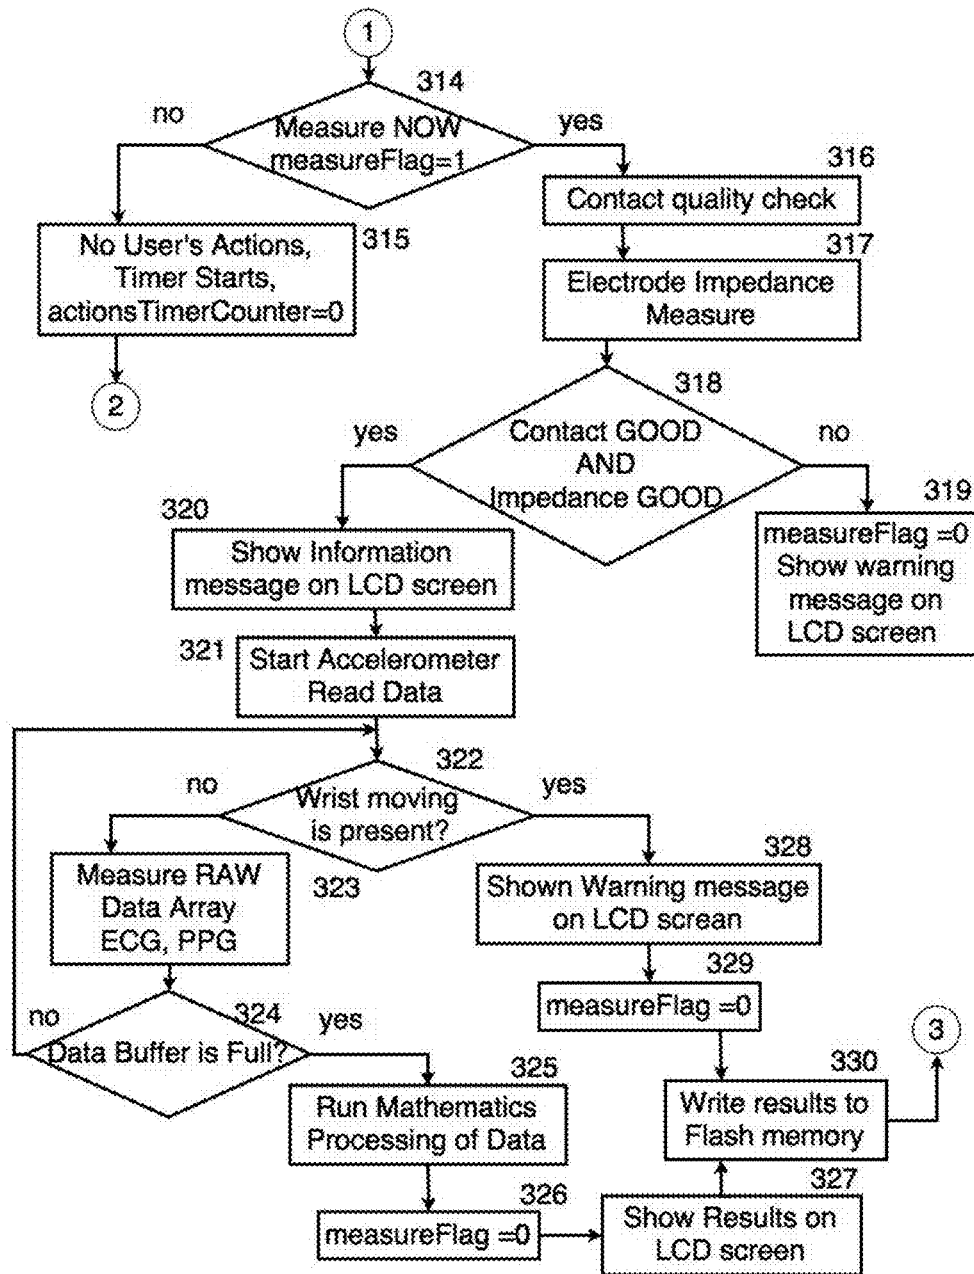 1
314
no
Measure NOW
measureFlag=1
yes
316
Contact quality check
315
No User's Actions,
Timer Starts,
actionsTimerCounter=0
317
Electrode Impedance
Measure
2
318
yes
Contact GOOD
AND
Impedance GOOD
no
319
measureFlag =0
Show warning
message on
LCD screen
320
Show Information
message on LCD screen
321
Start Accelerometer
Read Data
322
no
Wrist moving
is present?
yes
323
Measure RAW
Data Array
ECG, PPG
328
Shown Warning message
on LCD screan
329
measureFlag =0
324
no
Data Buffer is Full?
yes
3
325
Run Mathematics
Processing of Data
330
Write results to
Flash memory
326
measureFlag =0
327
Show Results on
LCD screen